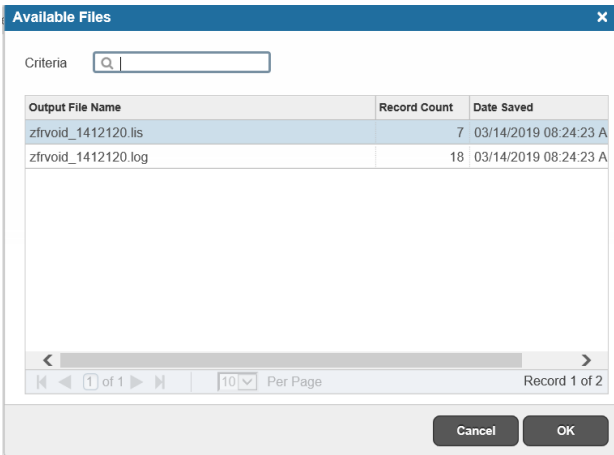 Available Files ×
Criteria
Output File Name Record Count Date Saved
zfrvoid_1412120.lis 7 03/14/2019 08:24:23 A
zfrvoid_1412120.log 18 03/14/2019 08:24:23 A
1 of 1 10 Per Page Record 1 of 2
Cancel OK